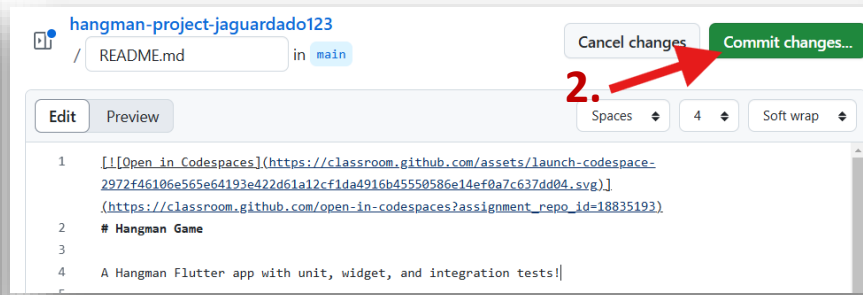 hangman-project-jaguardado123
/ README.md in main
Cancel changes
Commit changes...
2.
Edit
Preview
Spaces
4
Soft wrap
1 [![Open in Codespaces](https://classroom.github.com/assets/launch-codespace-
2972f46106e565e64193e422d61a12cf1da4916b45550586e14ef0a7c637dd04.svg)]
(https://classroom.github.com/open-in-codespaces?assignment_repo_id=18835193)
2 # Hangman Game
3
4 A Hangman Flutter app with unit, widget, and integration tests!
5